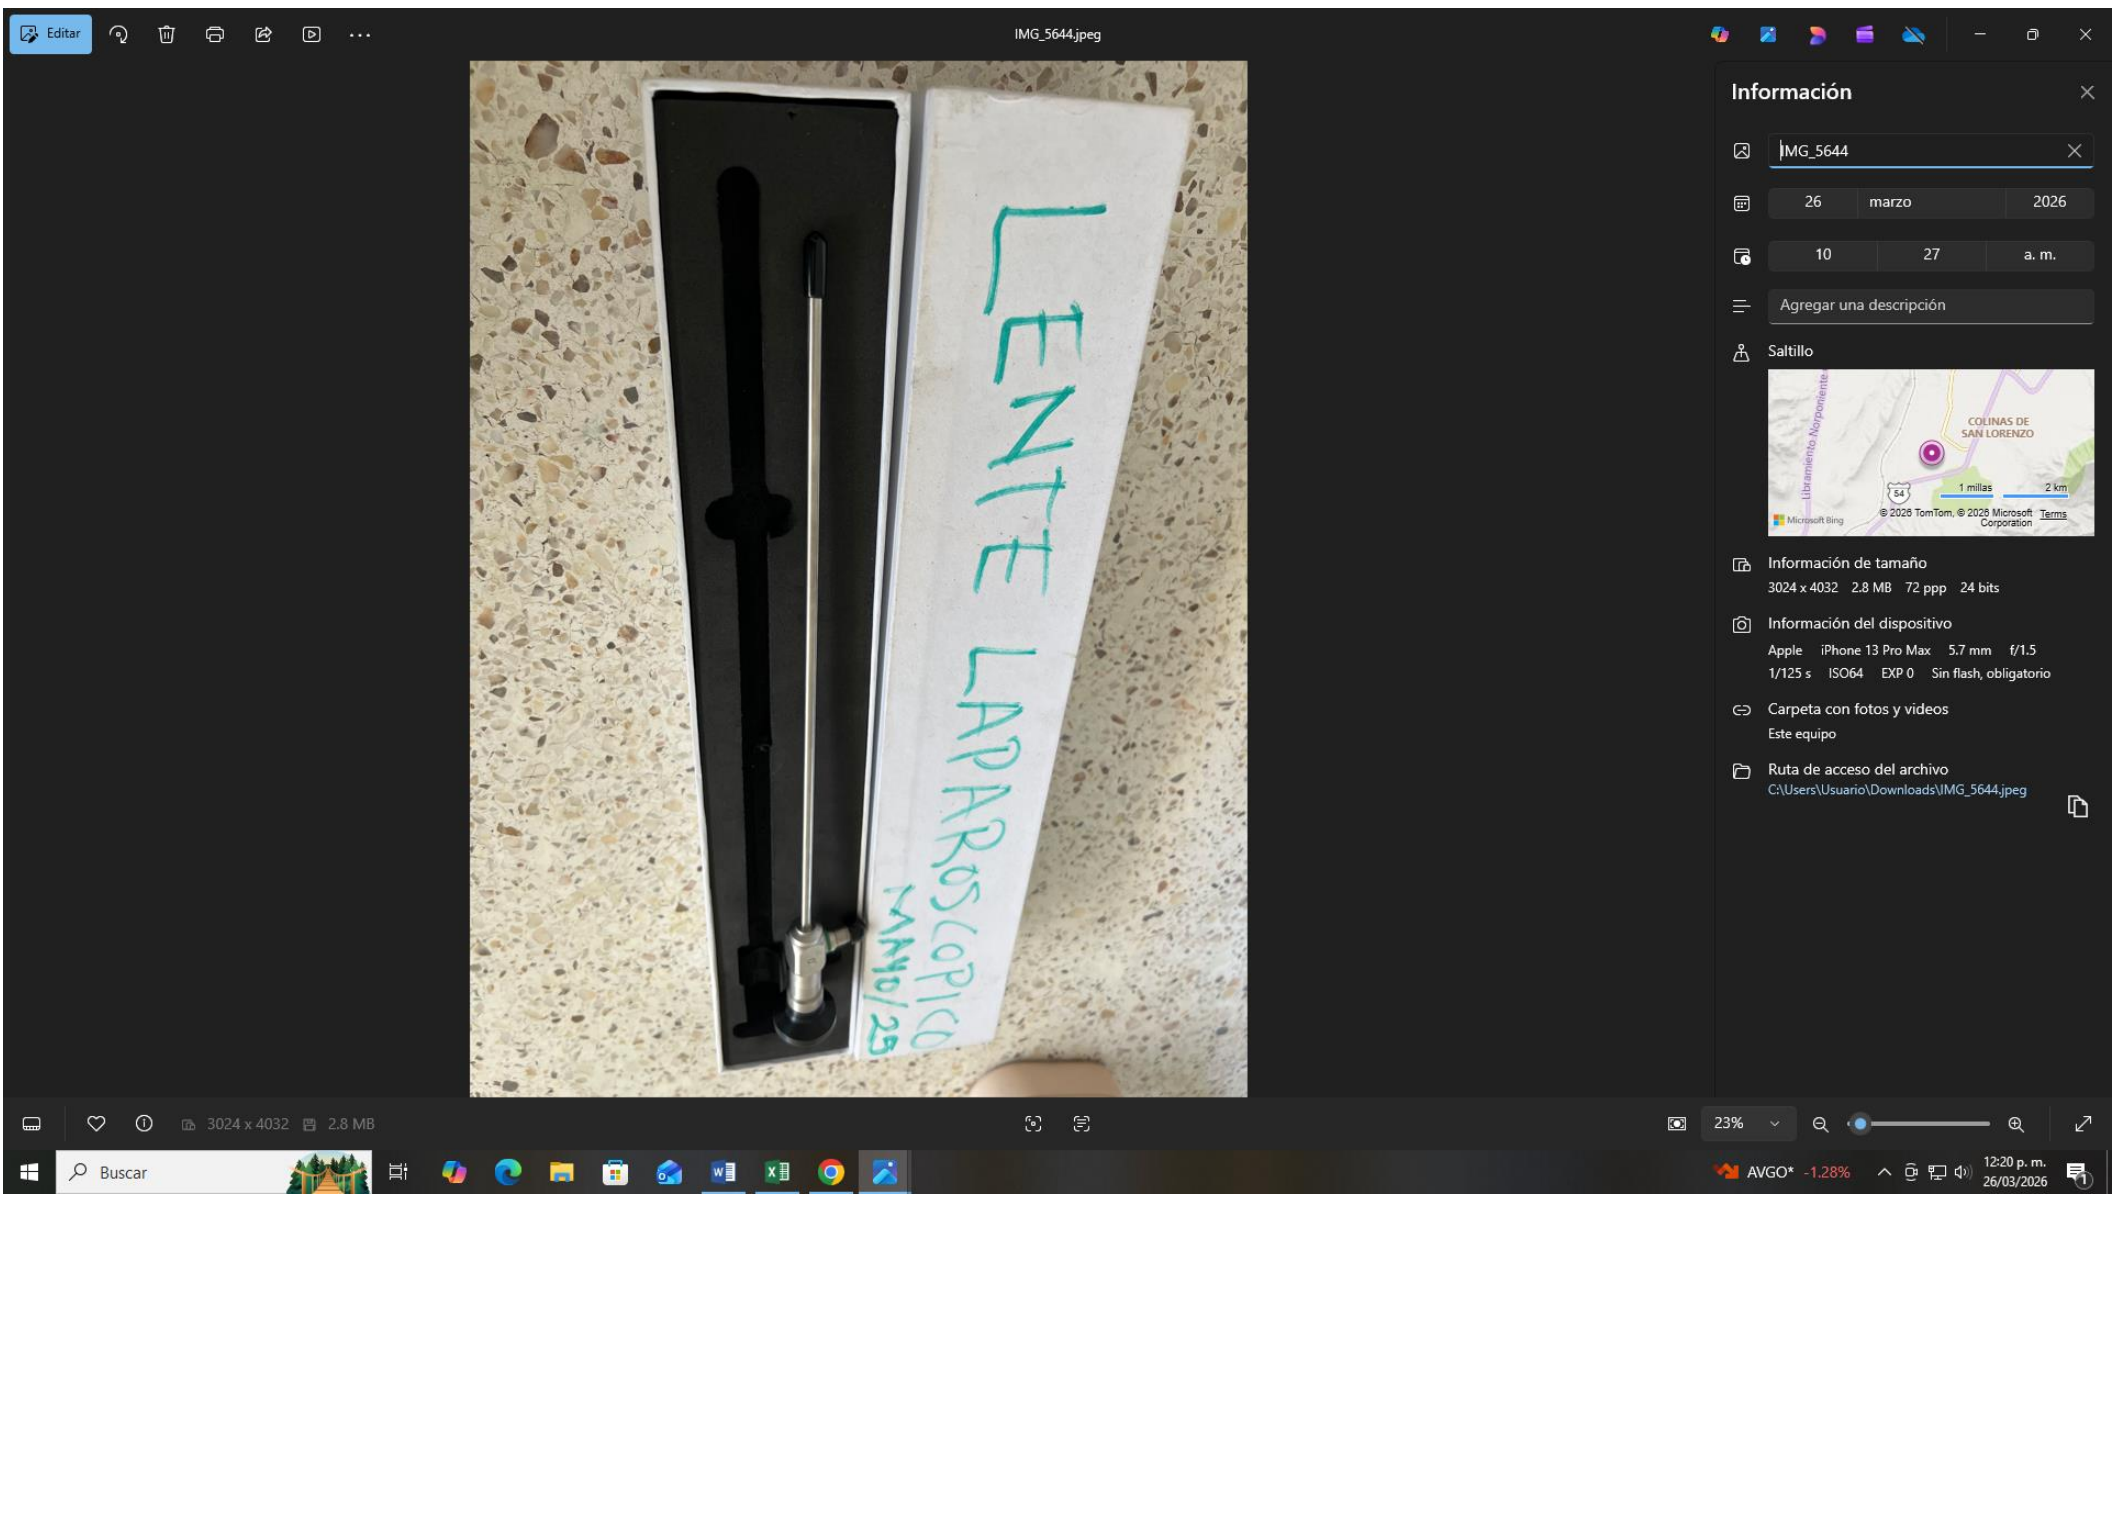 Editar
IMG_5644.jpeg
Información
IMG_5644
26 marzo 2026
10 27 a. m.
Agregar una descripción
Saltillo
Libramiento Norponiente
COLINAS DE
SAN LORENZO
54
1 millas 2 km
Microsoft Bing
© 2026 TomTom, © 2026 Microsoft Corporation Terms
Información de tamaño
3024 x 4032 2.8 MB 72 ppp 24 bits
Información del dispositivo
Apple iPhone 13 Pro Max 5.7 mm f/1.5
1/125 s ISO64 EXP 0 Sin flash, obligatorio
Carpeta con fotos y videos
Este equipo
Ruta de acceso del archivo
C:\Users\Usuario\Downloads\IMG_5644.jpeg
LENTE LAPAROSCOPICO
MAYO/25
3024 x 4032 2.8 MB
23%
Buscar
AVGO* -1.28%
12:20 p. m.
26/03/2026
1